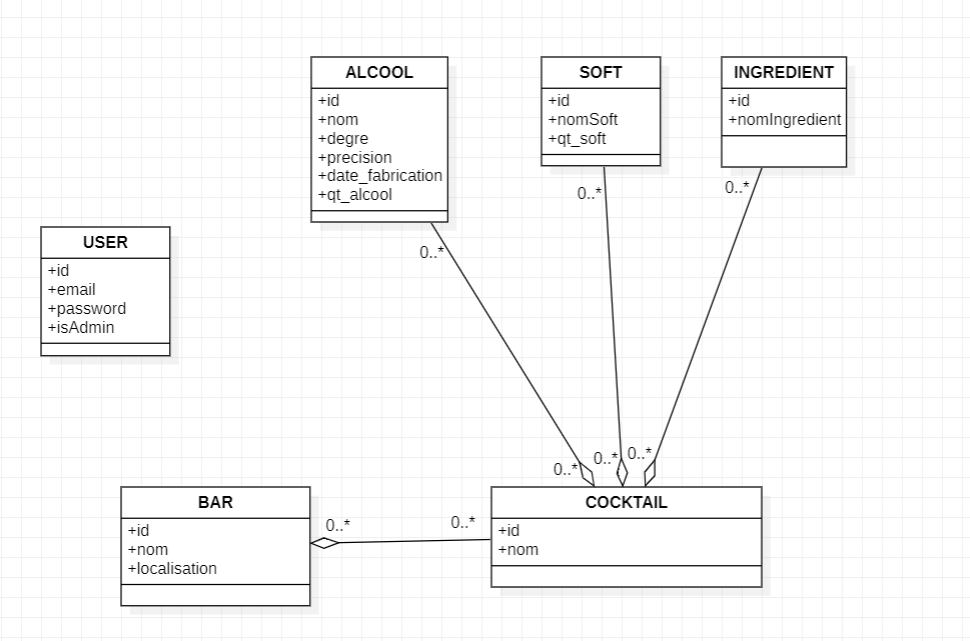 ALCOOL
+id
+nom
+degre
+precision
+date_fabrication
+qt_alcool
0..*
SOFT
+id
+nomSoft
+qt_soft
0..*
INGREDIENT
+id
+nomIngredient
0..*
USER
+id
+email
+password
+isAdmin
0..*
0..*
0..*
BAR
+id
+nom
+localisation
0..*
0..*
COCKTAIL
+id
+nom